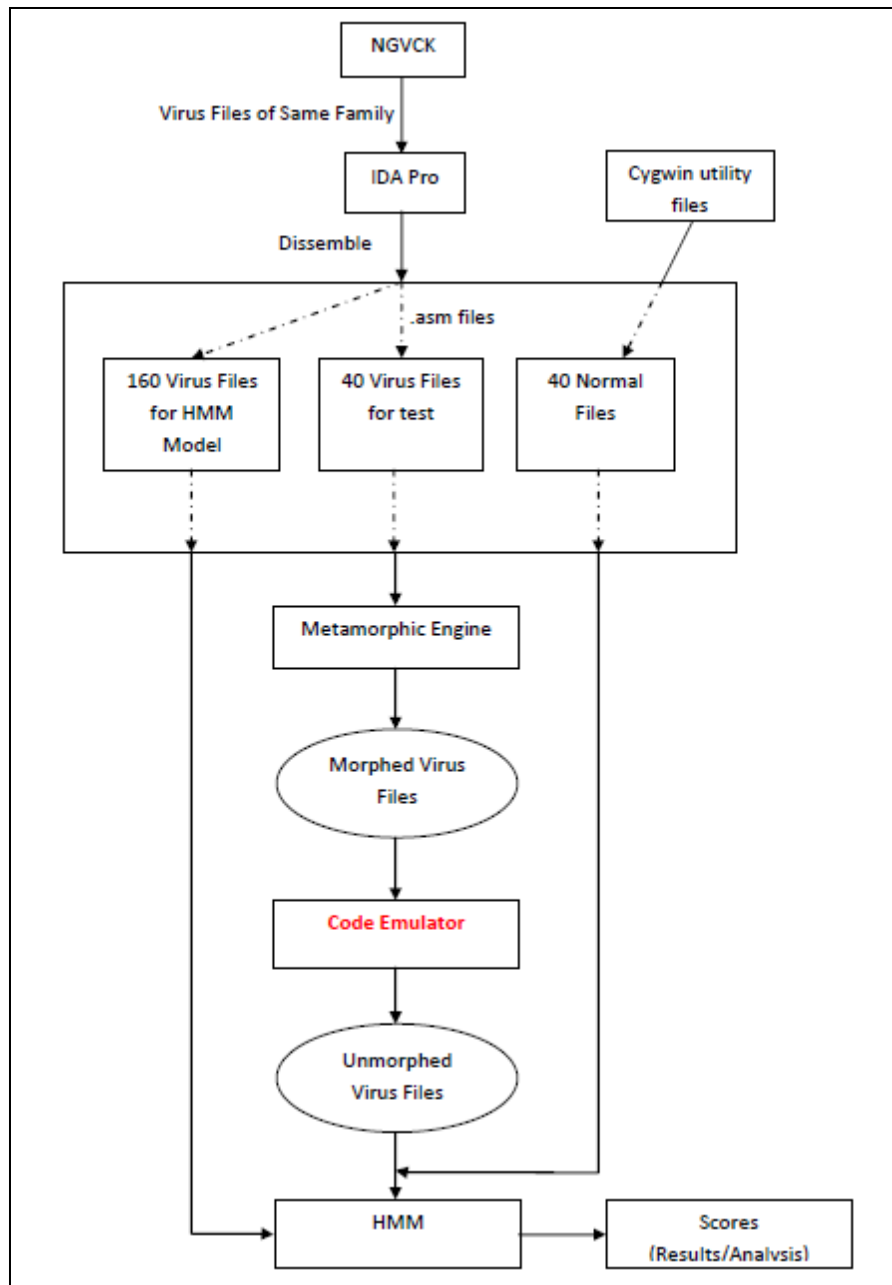 NGVCK
Virus Files of Same Family
IDA Pro
Cygwin utility
files
Dissemble
.asm files
160 Virus Files
for HMM
Model
40 Virus Files
for test
40 Normal
Files
Metamorphic Engine
Morphed Virus
Files
Code Emulator
Unmorphed
Virus Files
HMM
Scores
(Results/Analysis)